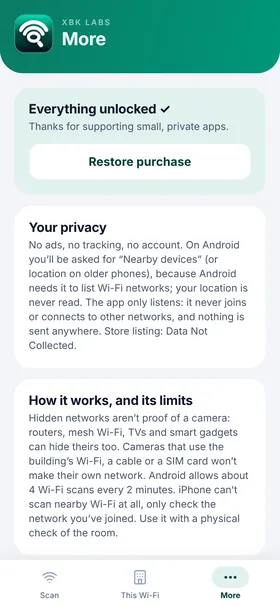 XBK LABS
More
Everything unlocked ✓
Thanks for supporting small, private apps.
Restore purchase
Your privacy
No ads, no tracking, no account. On Android
you’ll be asked for “Nearby devices” (or
location on older phones), because Android
needs it to list Wi-Fi networks; your location is
never read. The app only listens: it never joins
or connects to other networks, and nothing is
sent anywhere. Store listing: Data Not
Collected.
How it works, and its limits
Hidden networks aren’t proof of a camera:
routers, mesh Wi-Fi, TVs and smart gadgets
can hide theirs too. Cameras that use the
building’s Wi-Fi, a cable or a SIM card won’t
make their own network. Android allows about
4 Wi-Fi scans every 2 minutes. iPhone can’t
scan nearby Wi-Fi at all, only check the
network you’ve joined. Use it with a physical
check of the room.
Scan
This Wi-Fi
More